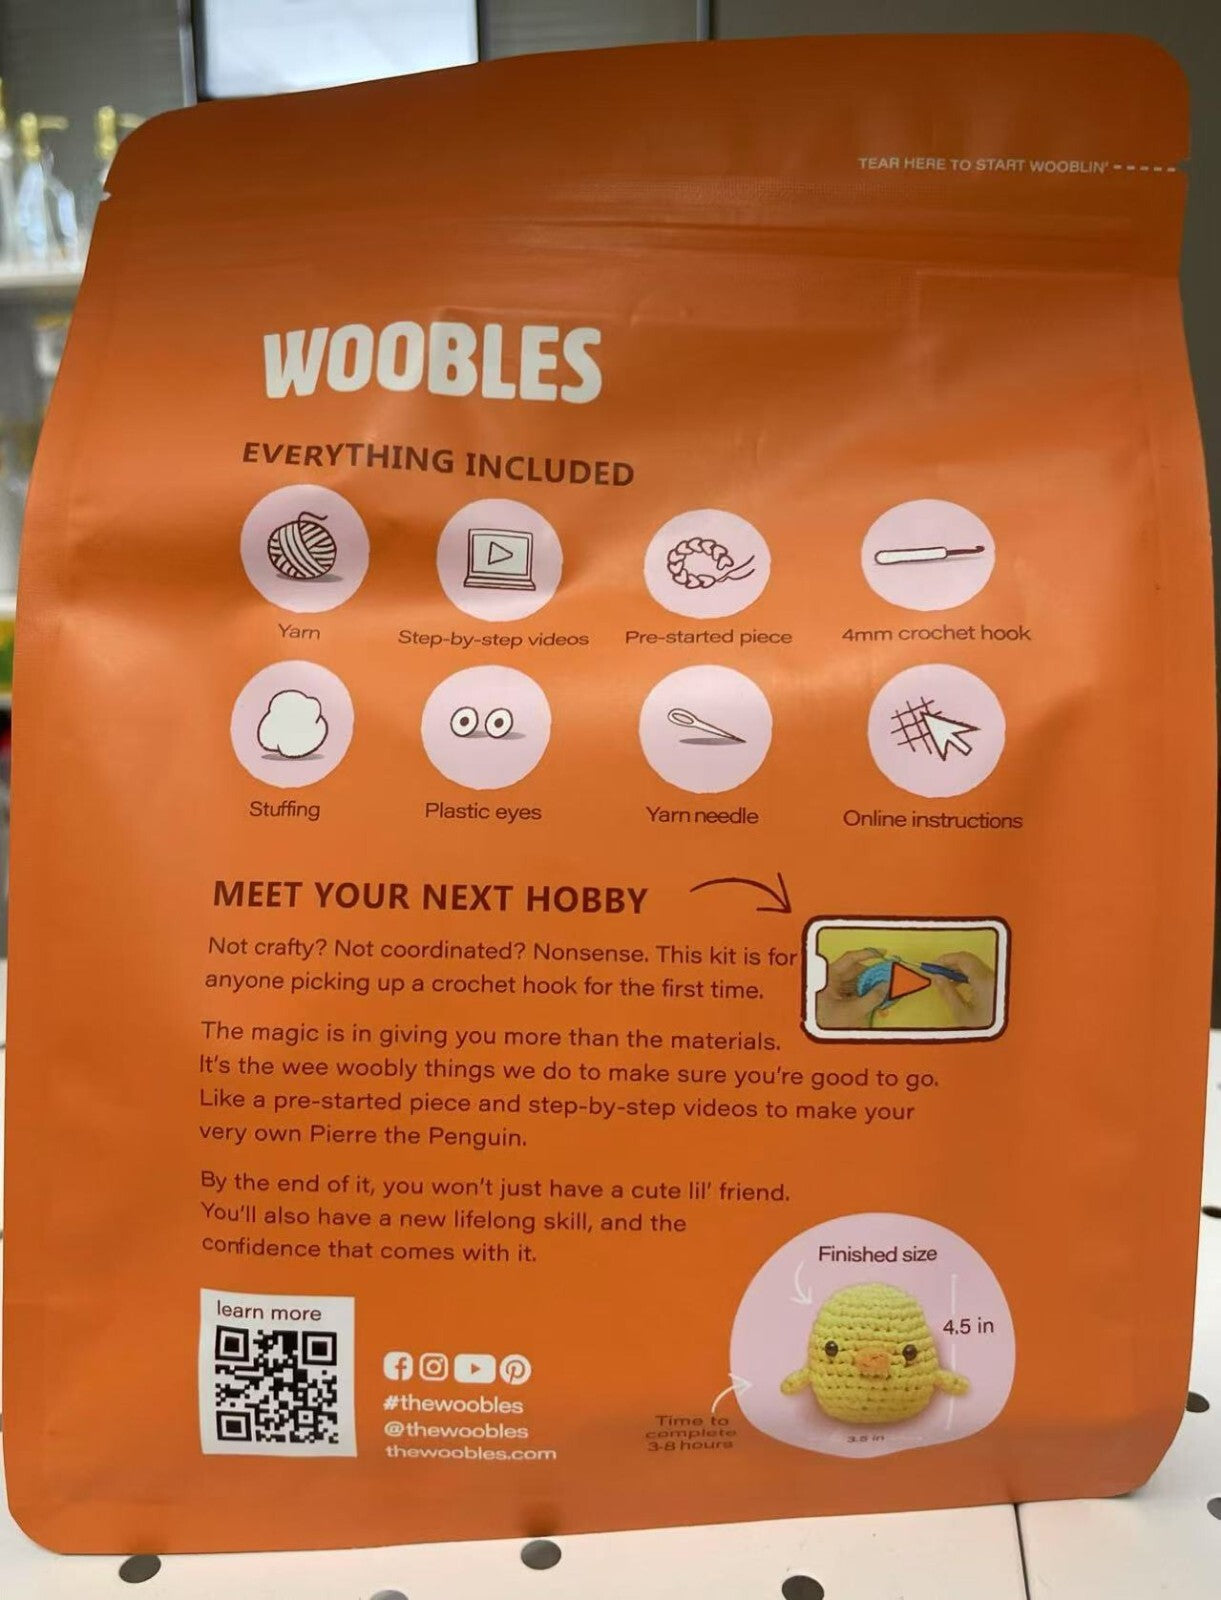 TEAR HERE TO START WOOBLIN'
WOOBLES
EVERYTHING INCLUDED
Yarn
Step-by-step videos
Pre-started piece
4mm crochet hook
Stuffing
Plastic eyes
Yarn needle
Online instructions
MEET YOUR NEXT HOBBY
Not crafty? Not coordinated? Nonsense. This kit is for
anyone picking up a crochet hook for the first time.
The magic is in giving you more than the materials.
It's the wee woobly things we do to make sure you're good to go.
Like a pre-started piece and step-by-step videos to make your
very own Pierre the Penguin.
By the end of it, you won't just have a cute lil' friend.
You'll also have a new lifelong skill, and the
confidence that comes with it.
learn more
#thewoobles
@thewoobles
thewoobles.com
Finished size
4.5 in
Time to
complete
3-8 hours
3.5 in